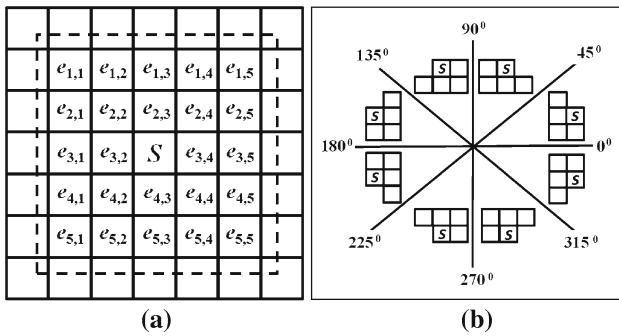 e1,1 e1,2 e1,3 e1,4 e1,5
e2,1 e2,2 e2,3 e2,4 e2,5
e3,1 e3,2 S e3,4 e3,5
e4,1 e4,2 e4,3 e4,4 e4,5
e5,1 e5,2 e5,3 e5,4 e5,5
(a)
90⁰
135⁰ 45⁰
S S
S S
180⁰ 0⁰
S S
S S
225⁰ 315⁰
270⁰
(b)